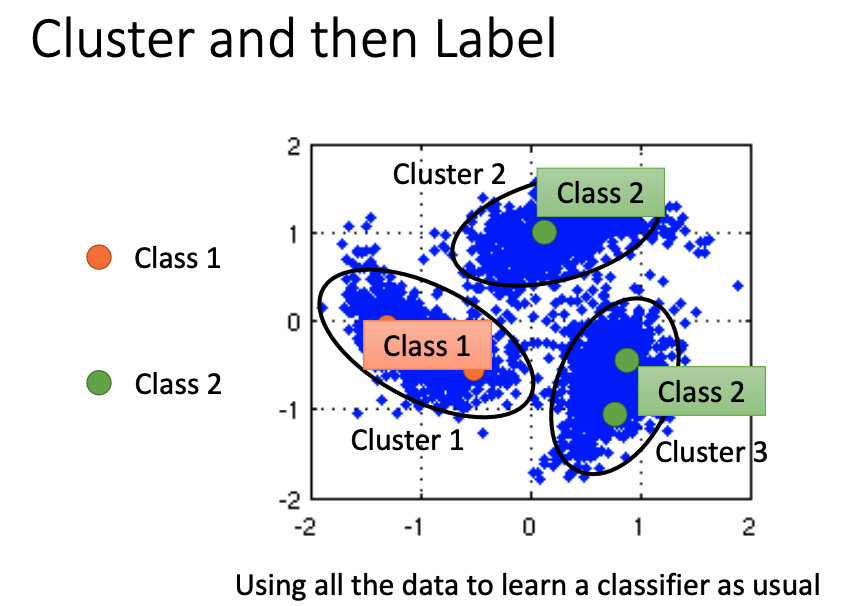 Cluster and then Label
2
Cluster 2
Class 2
1
Class 1
0
Class 1
Class 2
Class 2
-1
Cluster 1
Cluster 3
-2
-2 -1 0 1 2
Using all the data to learn a classifier as usual